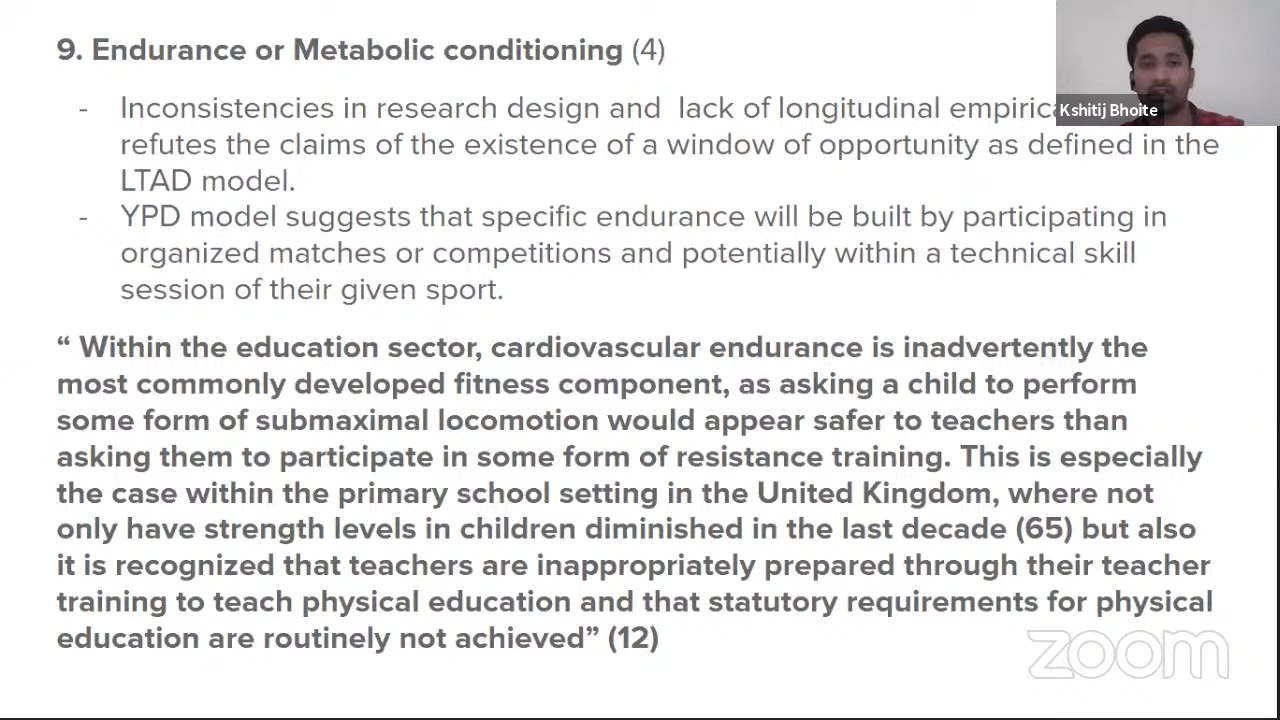 9. Endurance or Metabolic conditioning (4)
- Inconsistencies in research design and lack of longitudinal
refutes the claims of the existence of a window of opportunity as defined in the
LTAD model.
- YPD model suggests that specific endurance will be built by participating in
organized matches or competitions and potentially within a technical skill
session of their given sport.
“ Within the education sector, cardiovascular endurance is inadvertently the
most commonly developed fitness component, as asking a child to perform
some form of submaximal locomotion would appear safer to teachers than
asking them to participate in some form of resistance training. This is especially
the case within the primary school setting in the United Kingdom, where not
only have strength levels in children diminished in the last decade (65) but also
it is recognized that teachers are inappropriately prepared through their teacher
training to teach physical education and that statutory requirements for physical
education are routinely not achieved” (12)
Kshitij Bhoite
zoom